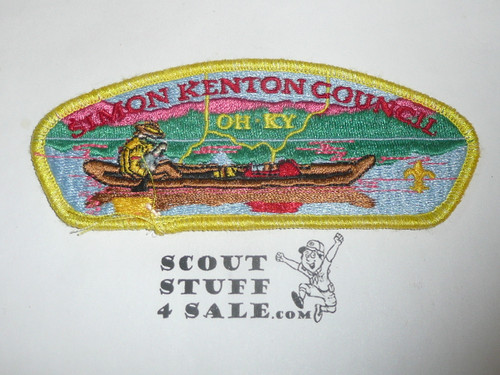 SIMON KENTON COUNCIL
OH-KY
SCOUT
STUFF
4 SALE.COM